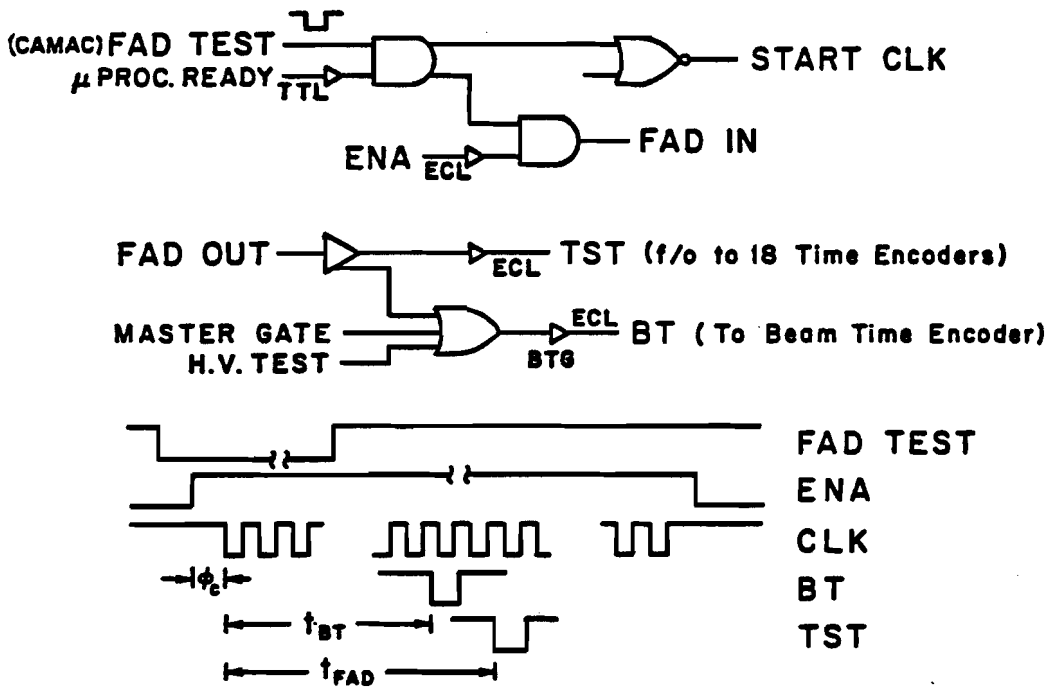 (CAMAC) FAD TEST
μ PROC. READY
TTL
START CLK
ENA
ECL
FAD IN
FAD OUT
ECL
TST (f/o to 18 Time Encoders)
MASTER GATE
H.V. TEST
BTG
ECL
BT (To Beam Time Encoder)
FAD TEST
ENA
CLK
ϕc
BT
tBT
TST
tFAD